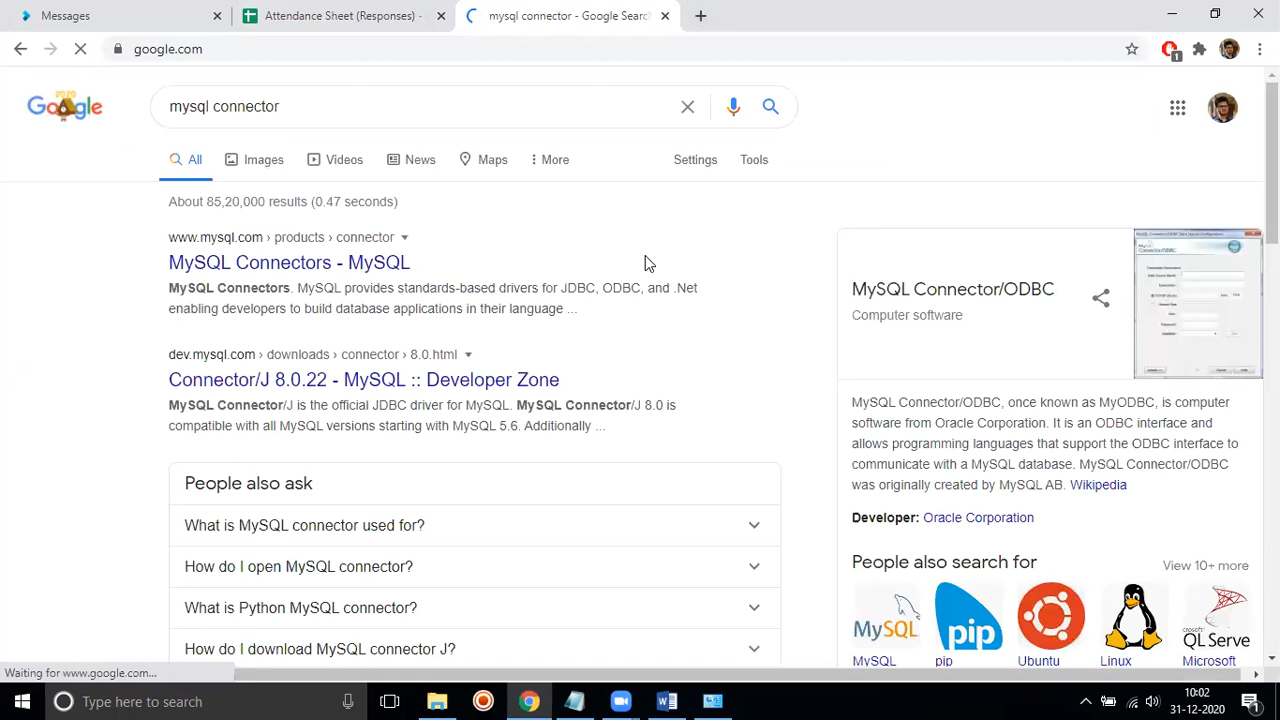 Messages
Attendance Sheet (Responses) -
mysql connector - Google Search
google.com
1
2020
Google
mysql connector
All
Images
Videos
News
Maps
More
Settings
Tools
About 85,20,000 results (0.47 seconds)
www.mysql.com › products › connector
MySQL Connectors - MySQL
MySQL Connectors. MySQL provides standards-based drivers for JDBC, ODBC, and .Net
enabling developers to build database applications in their language ...
dev.mysql.com › downloads › connector › 8.0.html
Connector/J 8.0.22 - MySQL :: Developer Zone
MySQL Connector/J is the official JDBC driver for MySQL. MySQL Connector/J 8.0 is
compatible with all MySQL versions starting with MySQL 5.6. Additionally ...
People also ask
What is MySQL connector used for?
How do I open MySQL connector?
What is Python MySQL connector?
How do I download MySQL connector J?
MySQL Connector/ODBC
Computer software
MySQL Connector/ODBC, once known as MyODBC, is computer
software from Oracle Corporation. It is an ODBC interface and
allows programming languages that support the ODBC interface to
communicate with a MySQL database. MySQL Connector/ODBC
was originally created by MySQL AB. Wikipedia
Developer: Oracle Corporation
People also search for
View 10+ more
MySQL
pip
QL Serve
MySQL
pip
Ubuntu
Linux
Microsoft
Waiting for www.google.com...
Type here to search
10:02
31-12-2020
1